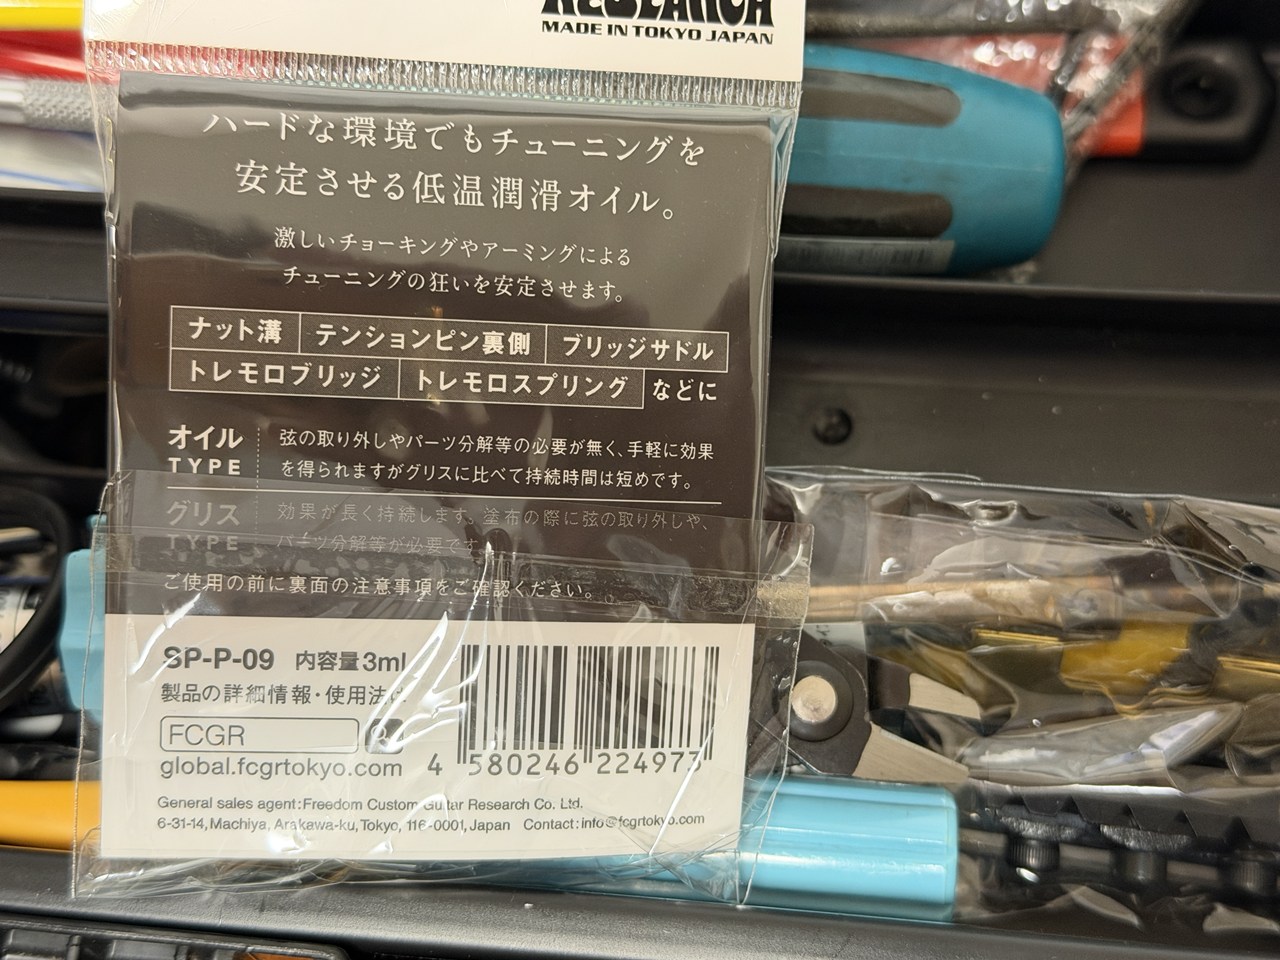 RESEARCH
MADE IN TOKYO JAPAN
ハードな環境でもチューニングを
安定させる低温潤滑オイル。
激しいチョーキングやアーミングによる
チューニングの狂いを安定させます。
ナット溝 テンションピン裏側 ブリッジサドル
トレモロブリッジ トレモロスプリング などに
オイル
TYPE
弦の取り外しやパーツ分解等の必要が無く、手軽に効果
を得られますがグリスに比べて持続時間は短めです。
グリス
TYPE
効果が長く持続します。塗布の際に弦の取り外しや、
パーツ分解等が必要です
ご使用の前に裏面の注意事項をご確認ください。
SP-P-09 内容量3ml
製品の詳細情報・使用法は
FCGR
global.fcgrtokyo.com
4 580246 224973
General sales agent:Freedom Custom Guitar Research Co. Ltd.
6-31-14, Machiya, Arakawa-ku, Tokyo, 116-0001, Japan Contact: info@fcgrtokyo.com